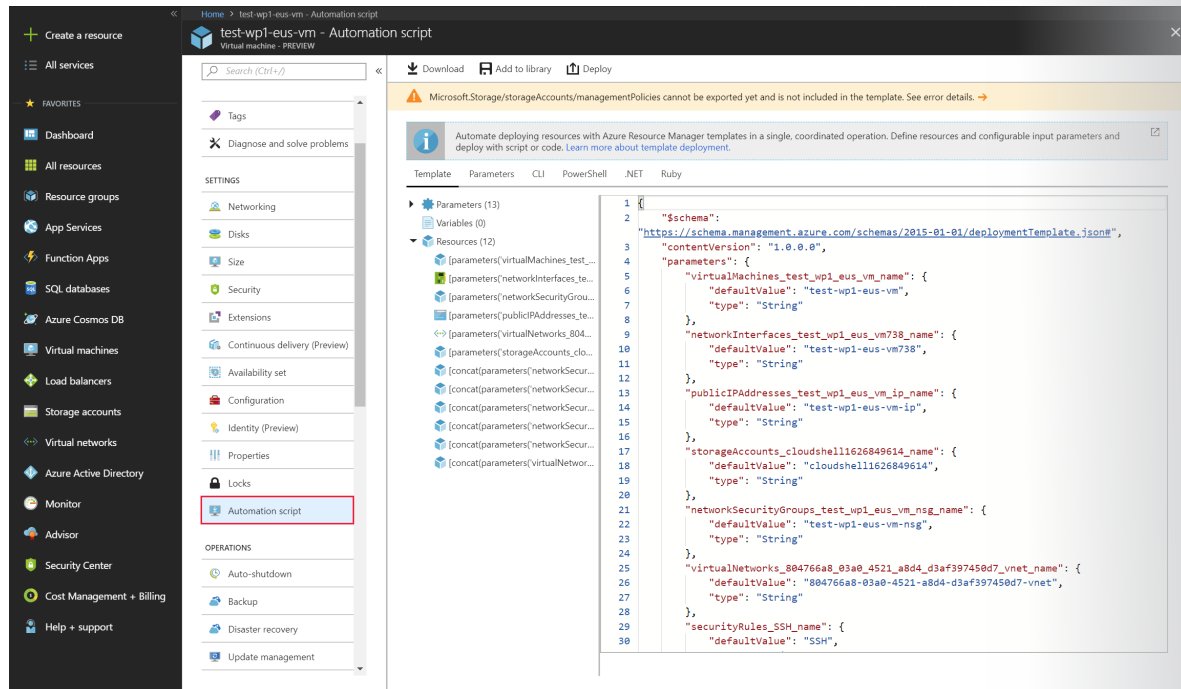 «
Home > test-wp1-eus-vm - Automation script
Create a resource
All services
FAVORITES
Dashboard
All resources
Resource groups
App Services
Function Apps
SQL databases
Azure Cosmos DB
Virtual machines
Load balancers
Storage accounts
Virtual networks
Azure Active Directory
Monitor
Advisor
Security Center
Cost Management + Billing
Help + support
test-wp1-eus-vm - Automation script
Virtual machine - PREVIEW
Search (Ctrl+/)
«
Tags
Diagnose and solve problems
SETTINGS
Networking
Disks
Size
Security
Extensions
Continuous delivery (Preview)
Availability set
Configuration
Identity (Preview)
Properties
Locks
Automation script
OPERATIONS
Auto-shutdown
Backup
Disaster recovery
Update management
Download Add to library Deploy
Microsoft.Storage/storageAccounts/managementPolicies cannot be exported yet and is not included in the template. See error details. →
Automate deploying resources with Azure Resource Manager templates in a single, coordinated operation. Define resources and configurable input parameters and
deploy with script or code. Learn more about template deployment.
Template Parameters CLI PowerShell .NET Ruby
Parameters (13)
Variables (0)
Resources (12)
[parameters('virtualMachines_test_...
[parameters('networkInterfaces_te...
[parameters('networkSecurityGrou...
[parameters('publicIPAddresses_te...
[parameters('virtualNetworks_804...
[parameters('storageAccounts_clo...
[concat(parameters('networkSecur...
[concat(parameters('networkSecur...
[concat(parameters('networkSecur...
[concat(parameters('networkSecur...
[concat(parameters('networkSecur...
[concat(parameters('virtualNetwor...
1 {
2 "$schema":
"https://schema.management.azure.com/schemas/2015-01-01/deploymentTemplate.json#",
3 "contentVersion": "1.0.0.0",
4 "parameters": {
5 "virtualMachines_test_wp1_eus_vm_name": {
6 "defaultValue": "test-wp1-eus-vm",
7 "type": "String"
8 },
9 "networkInterfaces_test_wp1_eus_vm738_name": {
10 "defaultValue": "test-wp1-eus-vm738",
11 "type": "String"
12 },
13 "publicIPAddresses_test_wp1_eus_vm_ip_name": {
14 "defaultValue": "test-wp1-eus-vm-ip",
15 "type": "String"
16 },
17 "storageAccounts_cloudshell1626849614_name": {
18 "defaultValue": "cloudshell1626849614",
19 "type": "String"
20 },
21 "networkSecurityGroups_test_wp1_eus_vm_nsg_name": {
22 "defaultValue": "test-wp1-eus-vm-nsg",
23 "type": "String"
24 },
25 "virtualNetworks_804766a8_03a0_4521_a8d4_d3af397450d7_vnet_name": {
26 "defaultValue": "804766a8-03a0-4521-a8d4-d3af397450d7-vnet",
27 "type": "String"
28 },
29 "securityRules_SSH_name": {
30 "defaultValue": "SSH",